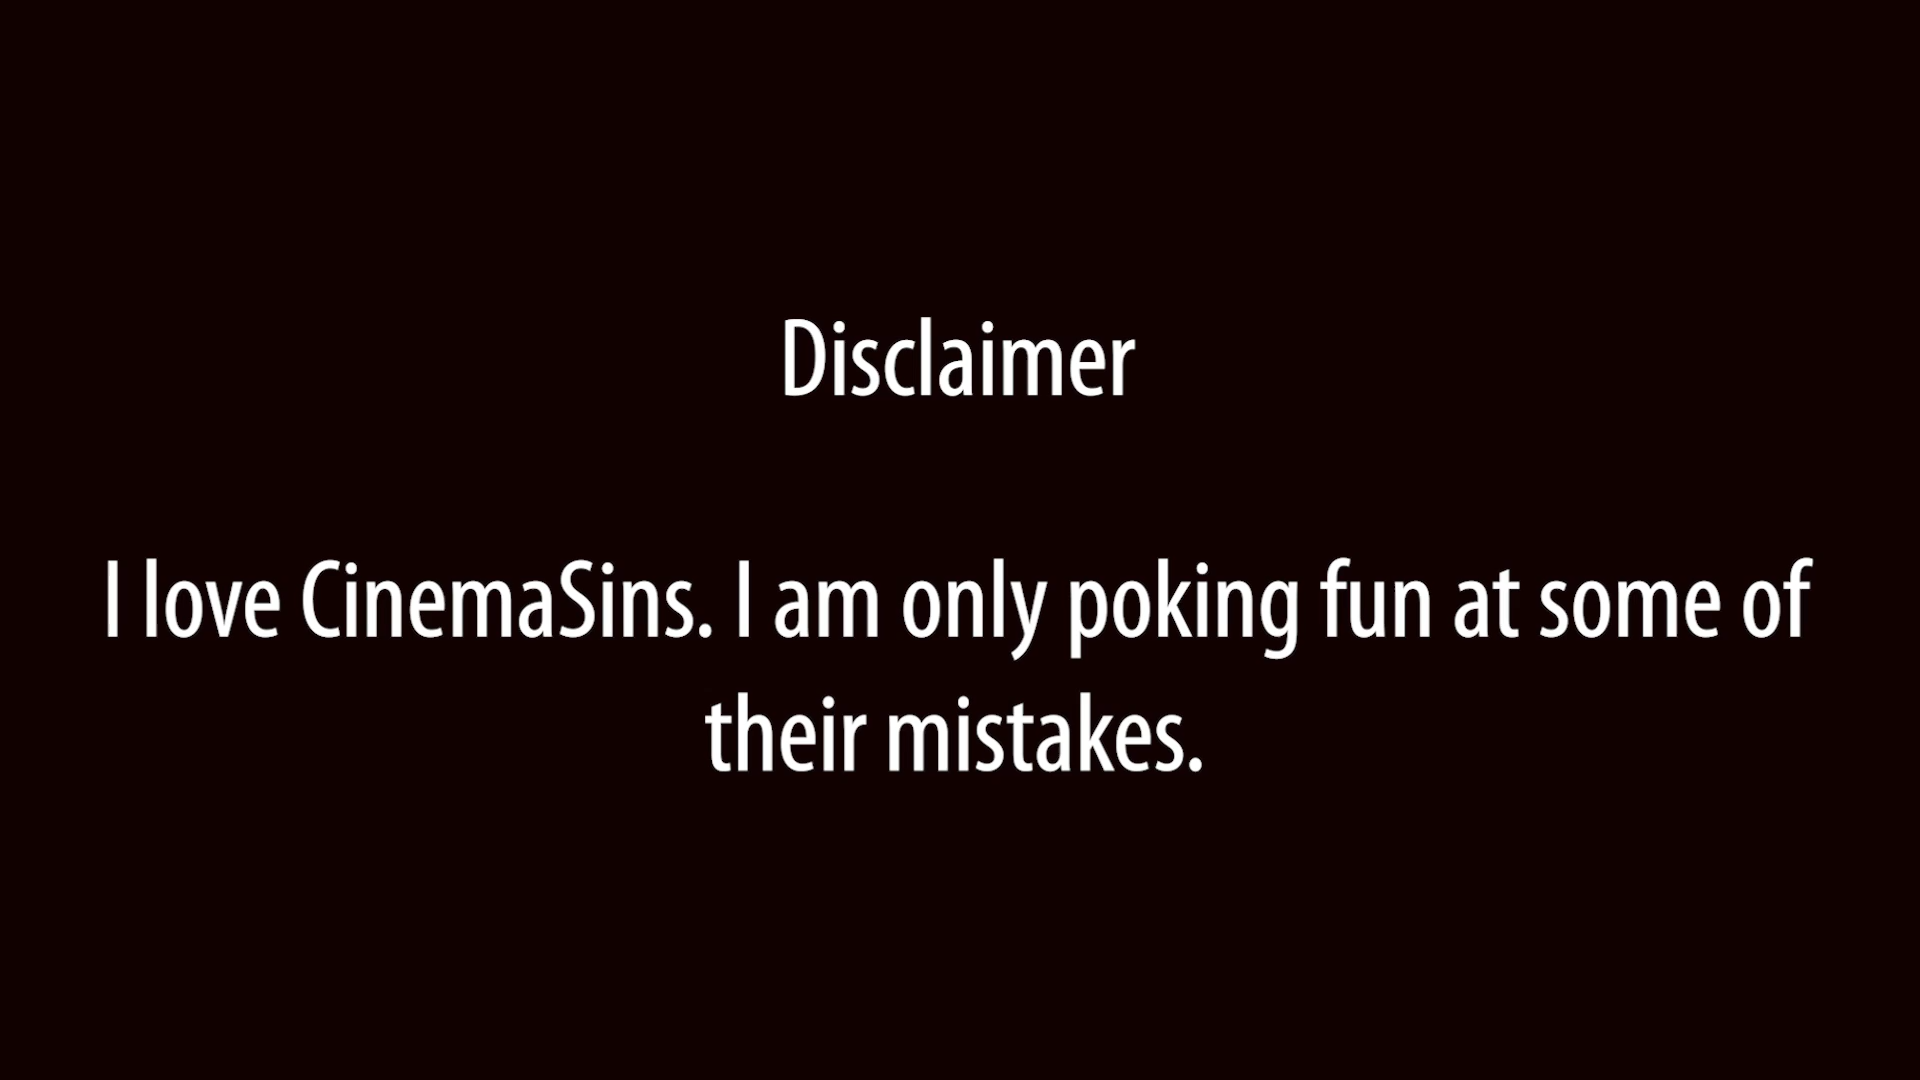 Disclaimer
I love CinemaSins. I am only poking fun at some of
their mistakes.